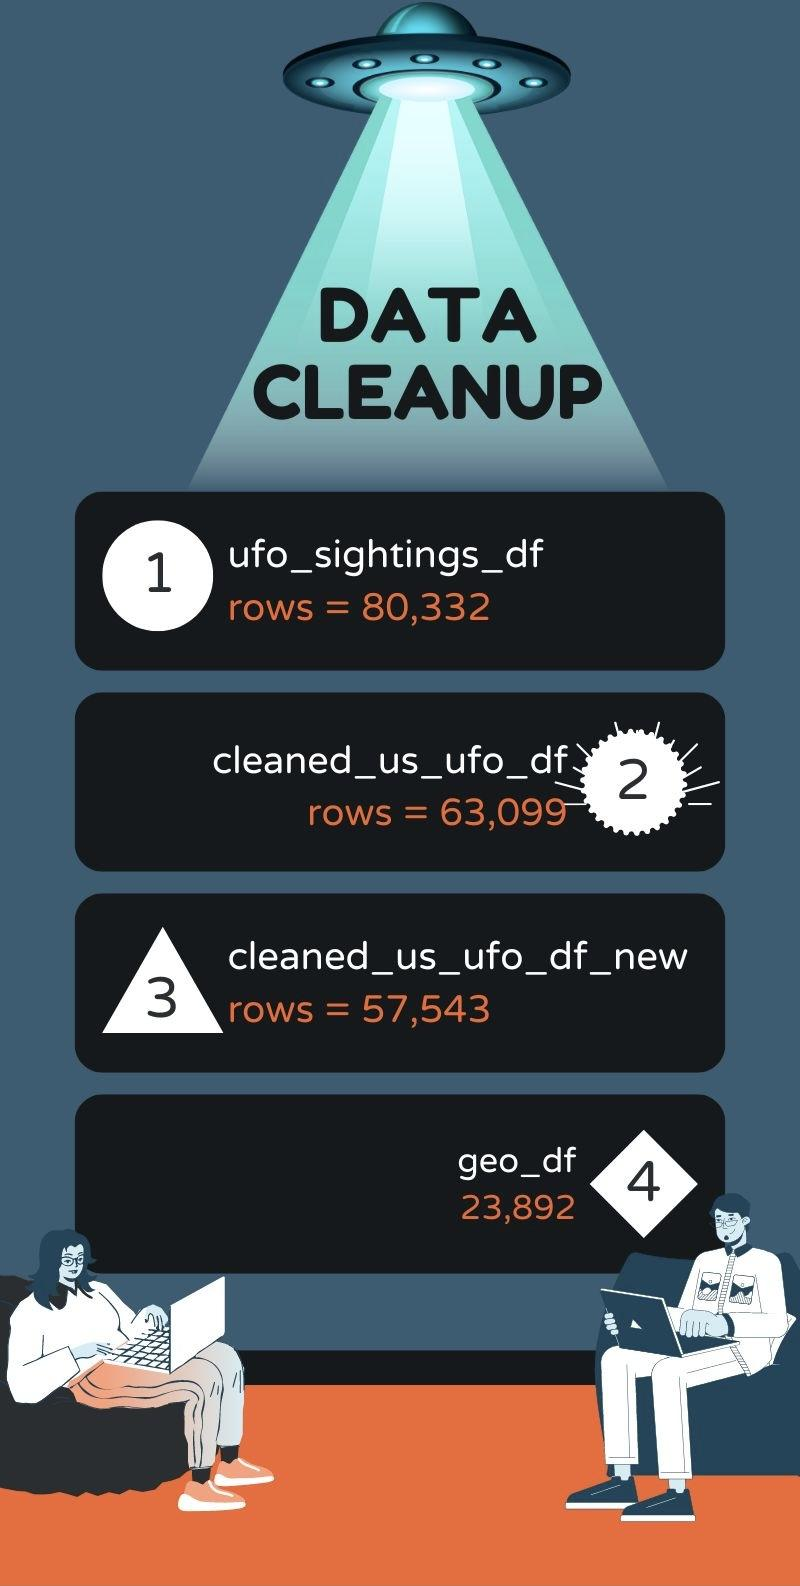 DATA
CLEANUP
1
ufo_sightings_df
rows = 80,332
cleaned_us_ufo_df
rows = 63,099
2
3
cleaned_us_ufo_df_new
rows = 57,543
geo_df
23,892
4